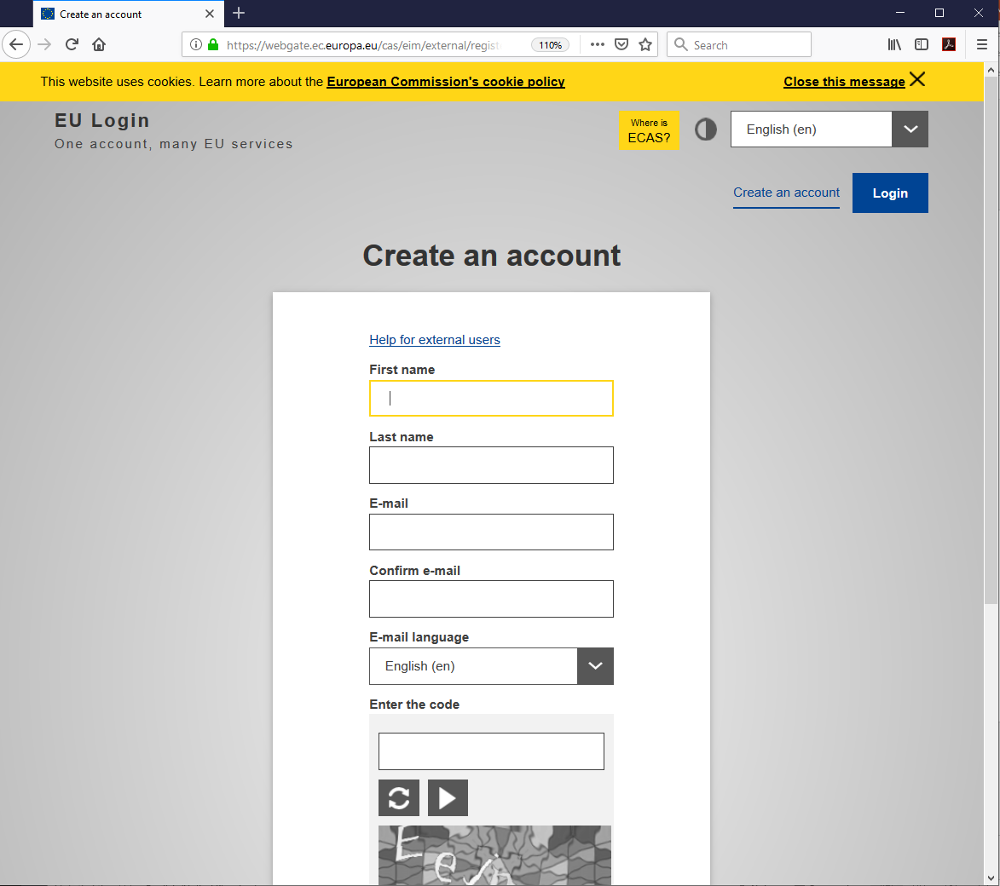 Create an account
https://webgate.ec.europa.eu/cas/eim/external/regist
110%
Search
This website uses cookies. Learn more about the European Commission's cookie policy
Close this message
EU Login
One account, many EU services
Where is
ECAS?
English (en)
Create an account
Login
Create an account
Help for external users
First name
Last name
E-mail
Confirm e-mail
E-mail language
English (en)
Enter the code